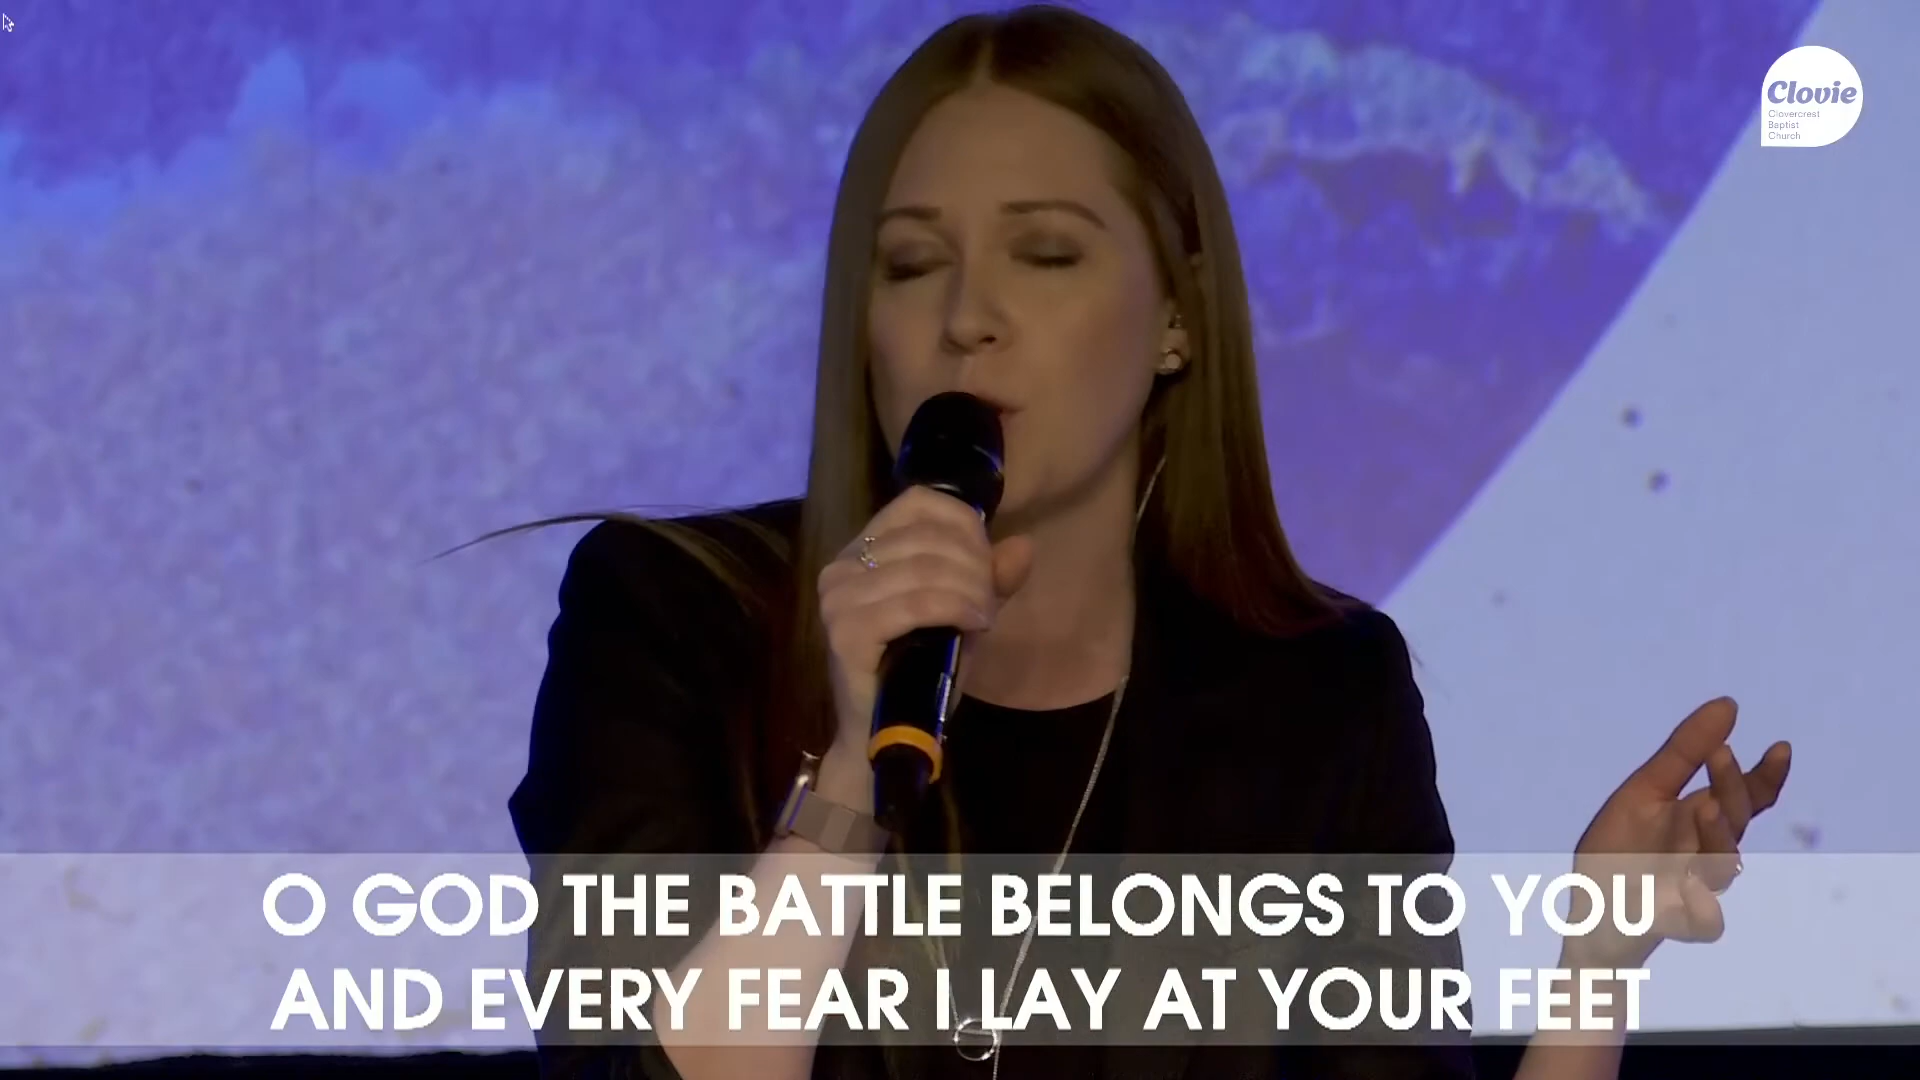 Clovie
Clovercrest
Baptist
Church
O GOD THE BATTLE BELONGS TO YOU
AND EVERY FEAR I LAY AT YOUR FEET